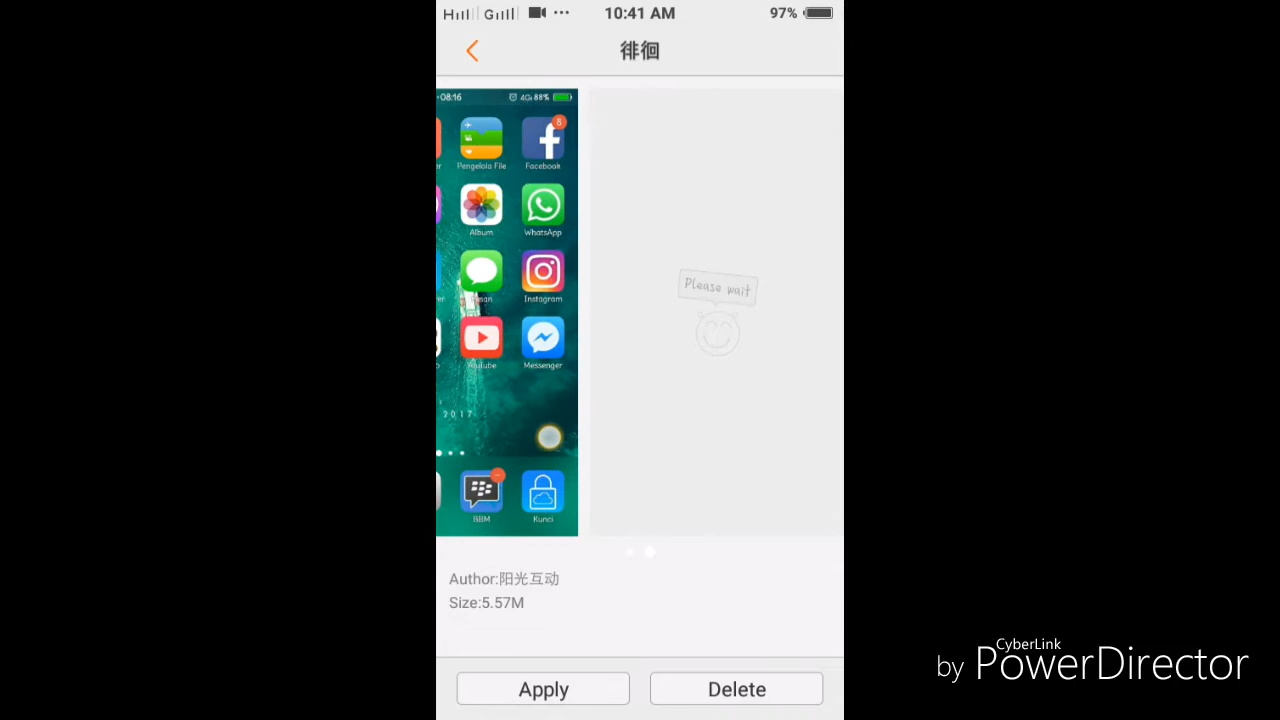 10:41 AM
97%
徘徊
08:16
4G 88%
8
Pengelola File
Facebook
Album
WhatsApp
Instagram
YouTube
Messenger
2017
BBM
Kunci
Please wait
Author:阳光互动
Size:5.57M
Apply
Delete
CyberLink
by PowerDirector